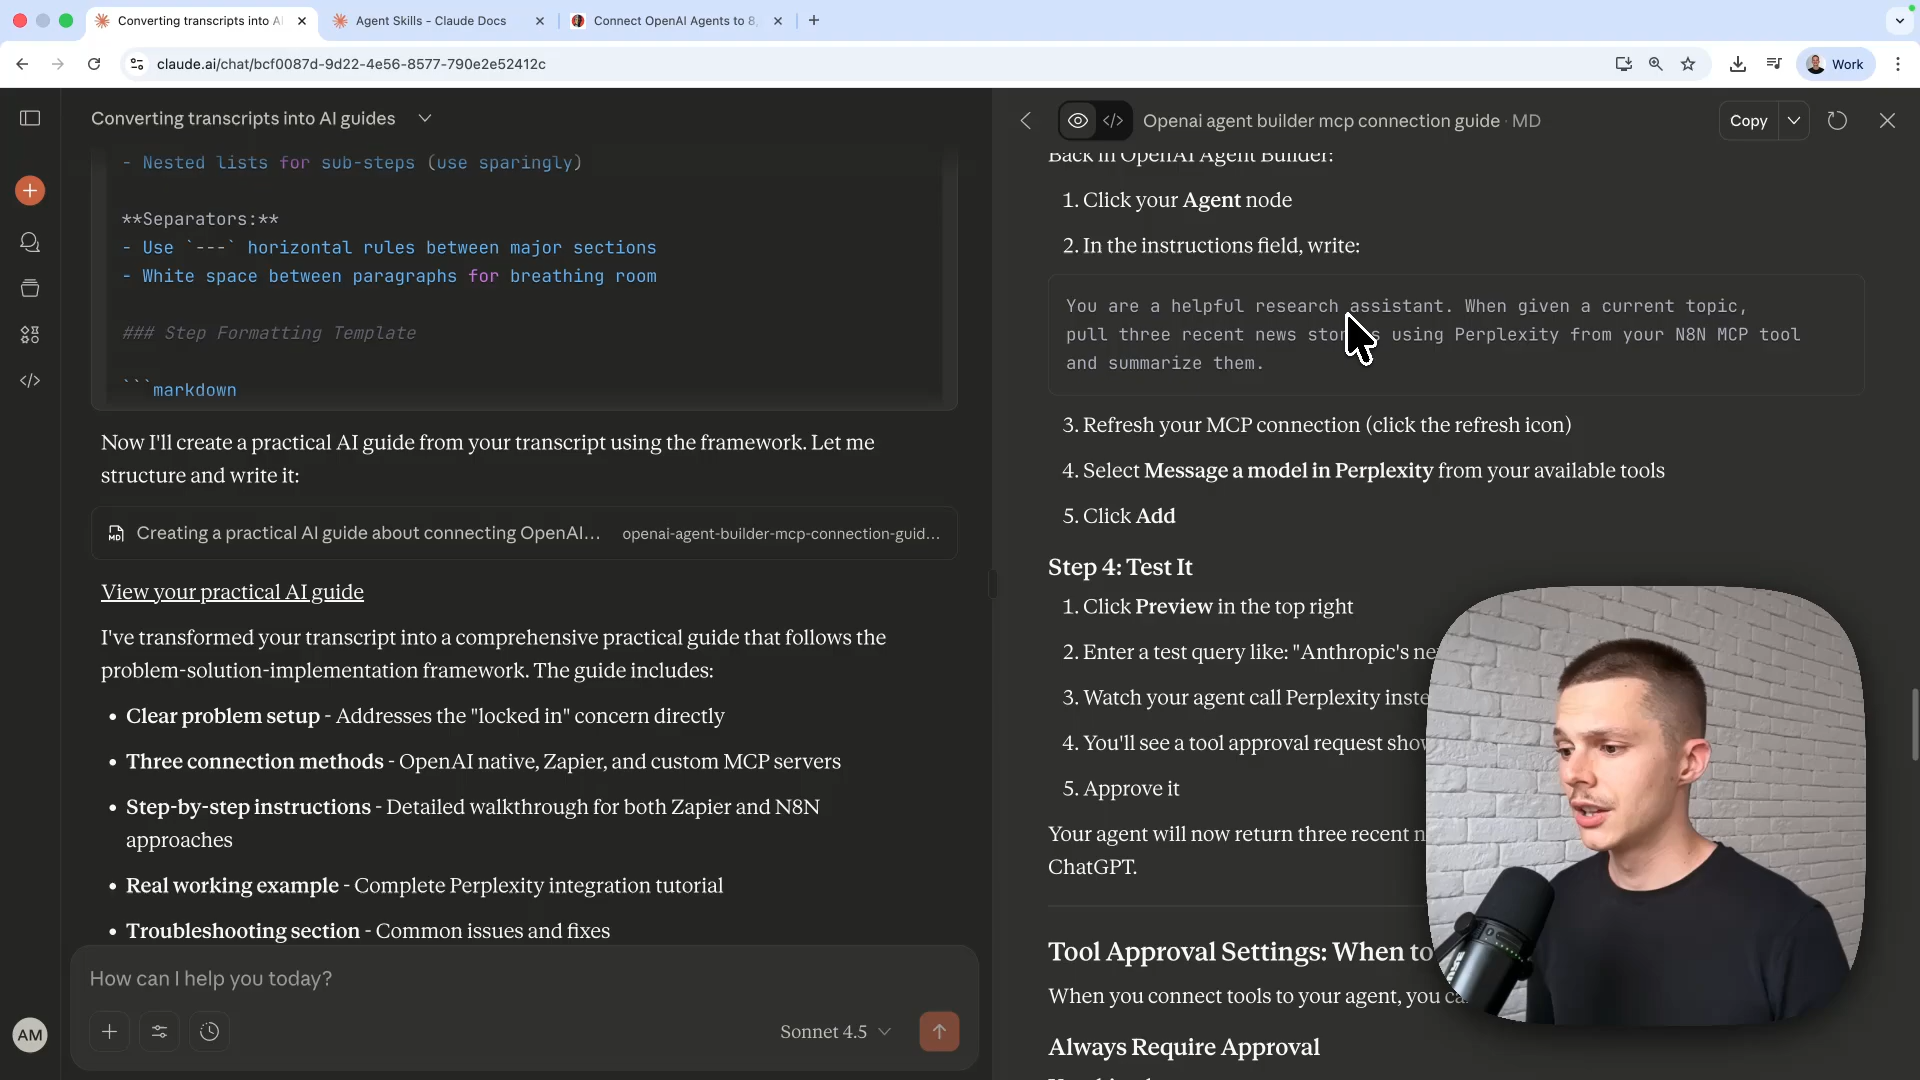 Converting transcripts into AI
Agent Skills - Claude Docs
Connect OpenAI Agents to 8,
claude.ai/chat/bcf0087d-9d22-4e56-8577-790e2e52412c
Work
Converting transcripts into AI guides
- Nested lists for sub-steps (use sparingly)
**Separators:**
- Use `---` horizontal rules between major sections
- White space between paragraphs for breathing room
### Step Formatting Template
```markdown
Now I'll create a practical AI guide from your transcript using the framework. Let me
structure and write it:
Creating a practical AI guide about connecting OpenAI... openai-agent-builder-mcp-connection-guid...
View your practical AI guide
I've transformed your transcript into a comprehensive practical guide that follows the
problem-solution-implementation framework. The guide includes:
• Clear problem setup - Addresses the "locked in" concern directly
• Three connection methods - OpenAI native, Zapier, and custom MCP servers
• Step-by-step instructions - Detailed walkthrough for both Zapier and N8N
approaches
• Real working example - Complete Perplexity integration tutorial
• Troubleshooting section - Common issues and fixes
How can I help you today?
Sonnet 4.5
AM
Openai agent builder mcp connection guide · MD
Copy
Back in OpenAI Agent Builder:
1. Click your Agent node
2. In the instructions field, write:
You are a helpful research assistant. When given a current topic,
pull three recent news stories using Perplexity from your N8N MCP tool
and summarize them.
3. Refresh your MCP connection (click the refresh icon)
4. Select Message a model in Perplexity from your available tools
5. Click Add
Step 4: Test It
1. Click Preview in the top right
2. Enter a test query like: "Anthropic's
3. Watch your agent call Perplexity
4. You'll see a tool approval request
5. Approve it
Your agent will now return three recent
ChatGPT.
Tool Approval Settings: When to
When you connect tools to your agent, you
Always Require Approval